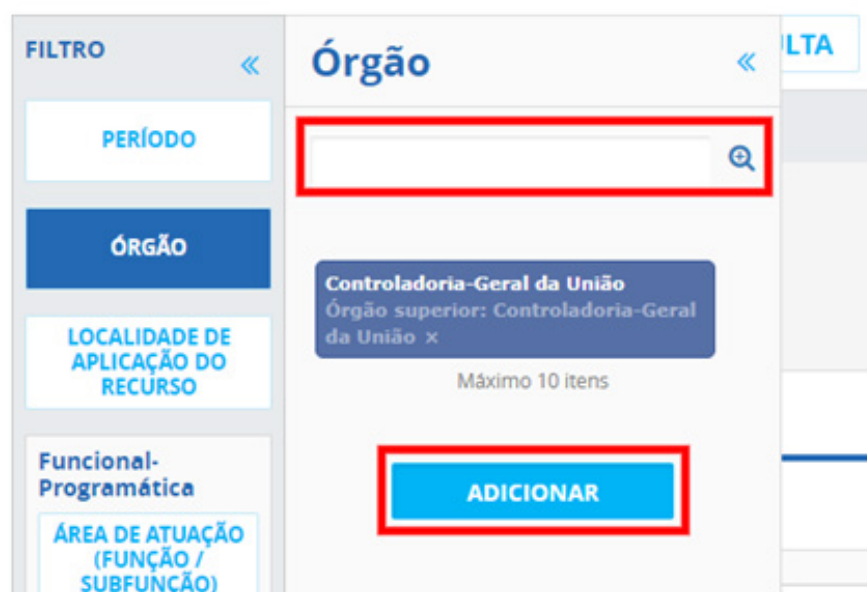 FILTRO
PERÍODO
ÓRGÃO
LOCALIDADE DE
APLICAÇÃO DO
RECURSO
Funcional-
Programática
ÁREA DE ATUAÇÃO
(FUNÇÃO /
SUBFUNÇÃO)
Órgão
Controladoria-Geral da União
Órgão superior: Controladoria-Geral
da União ×
Máximo 10 itens
ADICIONAR
LTA